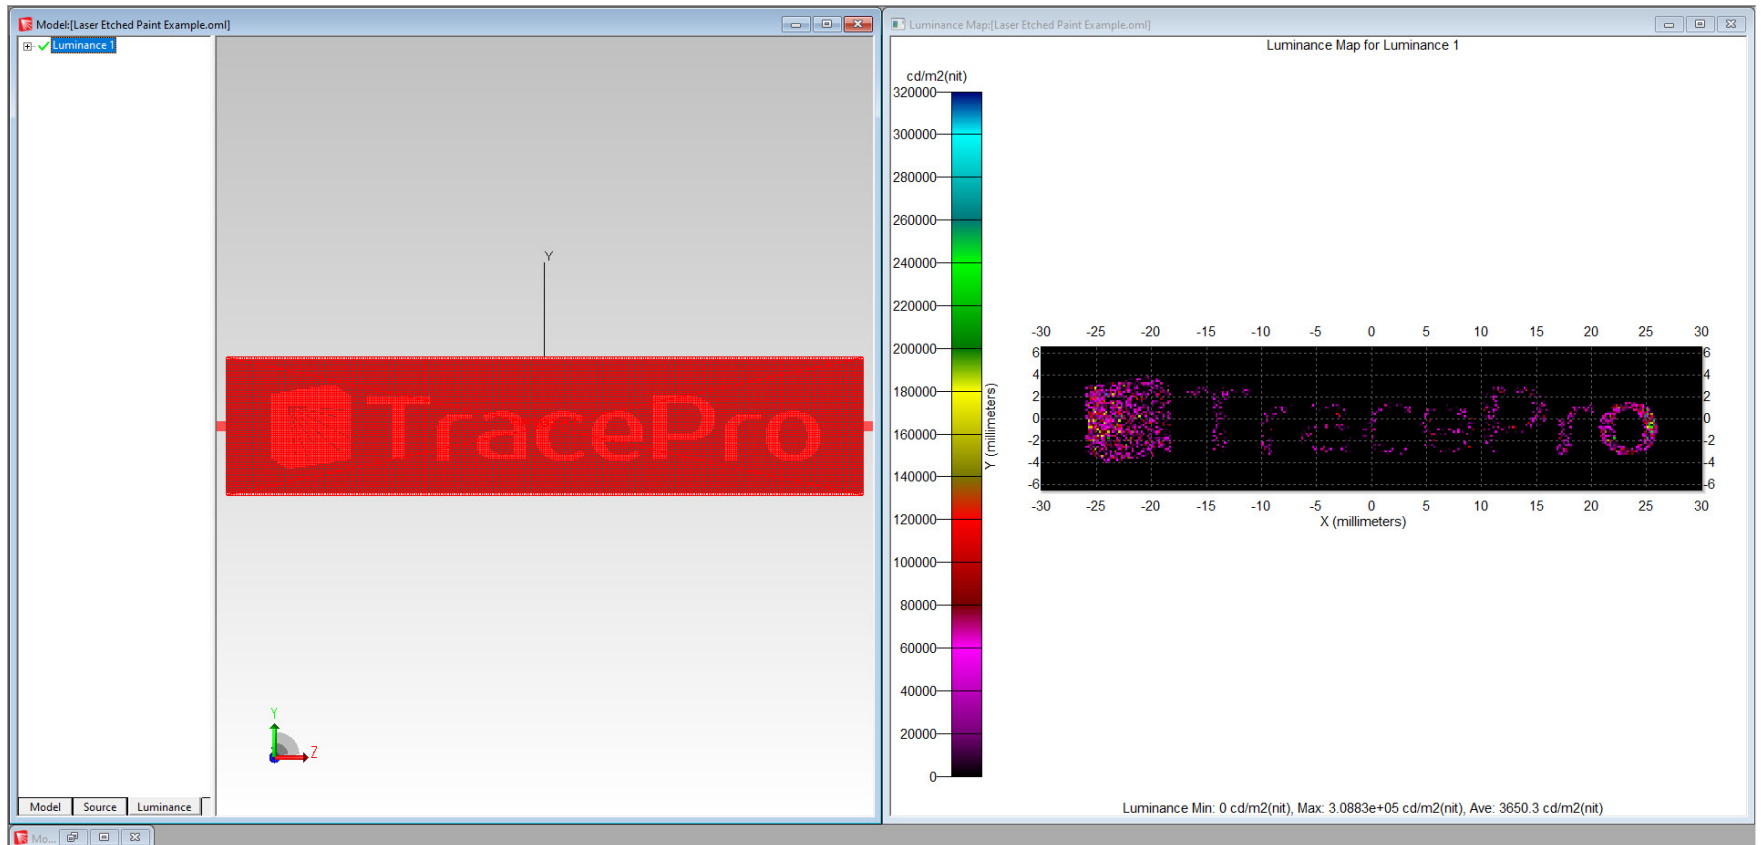 Model:[Laser Etched Paint Example.oml]
Luminance 1
Y
TracePro
Y
Z
Model Source Luminance
Mo...
Luminance Map:[Laser Etched Paint Example.oml]
Luminance Map for Luminance 1
cd/m2(nit)
320000
300000
280000
260000
240000
220000
200000
180000
160000
140000
120000
100000
80000
60000
40000
20000
0
-30 -25 -20 -15 -10 -5 0 5 10 15 20 25 30
6 6
4 4
2 2
0 0
-2 -2
-4 -4
-6 -6
Y (millimeters)
TracePro
-30 -25 -20 -15 -10 -5 0 5 10 15 20 25 30
X (millimeters)
Luminance Min: 0 cd/m2(nit), Max: 3.0883e+05 cd/m2(nit), Ave: 3650.3 cd/m2(nit)